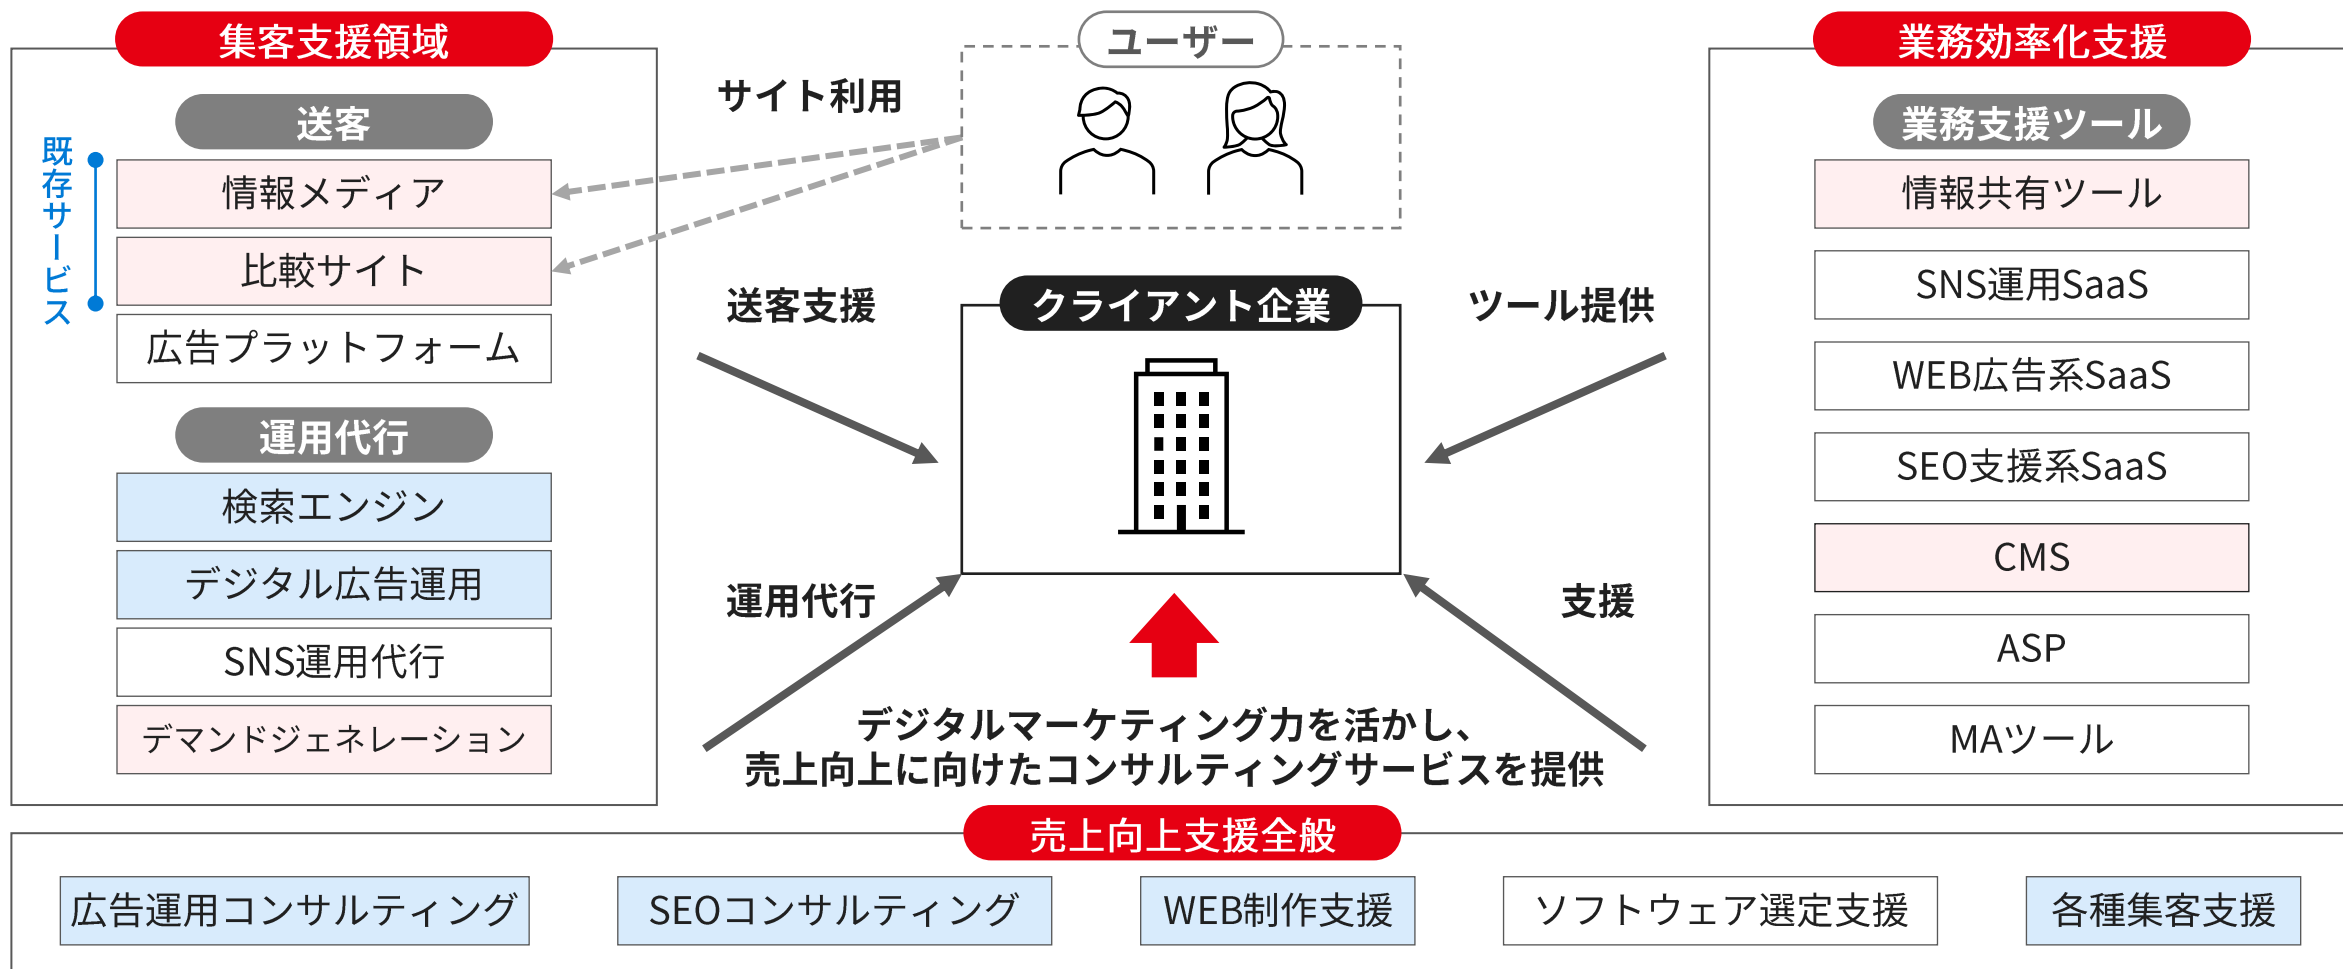 集客支援領域
送客
既存サービス
情報メディア
比較サイト
広告プラットフォーム
運用代行
検索エンジン
デジタル広告運用
SNS運用代行
デマンドジェネレーション
ユーザー
サイト利用
送客支援
クライアント企業
ツール提供
運用代行
支援
デジタルマーケティング力を活かし、
売上向上に向けたコンサルティングサービスを提供
業務効率化支援
業務支援ツール
情報共有ツール
SNS運用SaaS
WEB広告系SaaS
SEO支援系SaaS
CMS
ASP
MAツール
売上向上支援全般
広告運用コンサルティング
SEOコンサルティング
WEB制作支援
ソフトウェア選定支援
各種集客支援